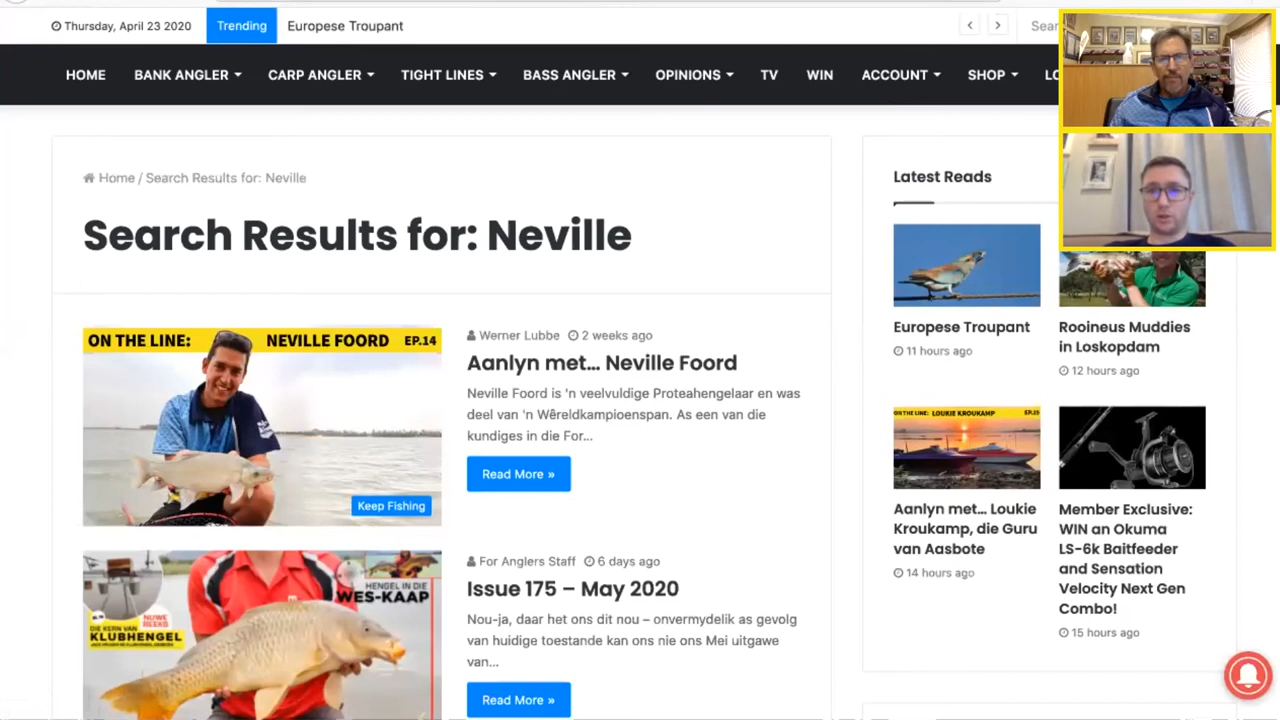 Thursday, April 23 2020
Trending
Europese Troupant
Sear
HOME
BANK ANGLER
CARP ANGLER
TIGHT LINES
BASS ANGLER
OPINIONS
TV
WIN
ACCOUNT
SHOP
LO
Home / Search Results for: Neville
Search Results for: Neville
ON THE LINE: NEVILLE FOORD EP.14
Keep Fishing
Werner Lubbe 2 weeks ago
Aanlyn met... Neville Foord
Neville Foord is 'n veelvuldige Proteahengelaar en was
deel van 'n Wêreldkampioenspan. As een van die
kundiges in die For...
Read More »
HENGEL IN DIE
WES-KAAP
NUWE
REEKS
DIE KERN VAN
KLUBHENGEL
For Anglers Staff 6 days ago
Issue 175 – May 2020
Nou-ja, daar het ons dit nou – onvermydelik as gevolg
van huidige toestande kan ons nie ons Mei uitgawe
van...
Read More »
Latest Reads
Europese Troupant
11 hours ago
Rooineus Muddies
in Loskopdam
12 hours ago
ON THE LINE: LOUKIE KROUKAMP
Aanlyn met... Loukie
Kroukamp, die Guru
van Aasbote
14 hours ago
Member Exclusive:
WIN an Okuma
LS-6k Baitfeeder
and Sensation
Velocity Next Gen
Combo!
15 hours ago